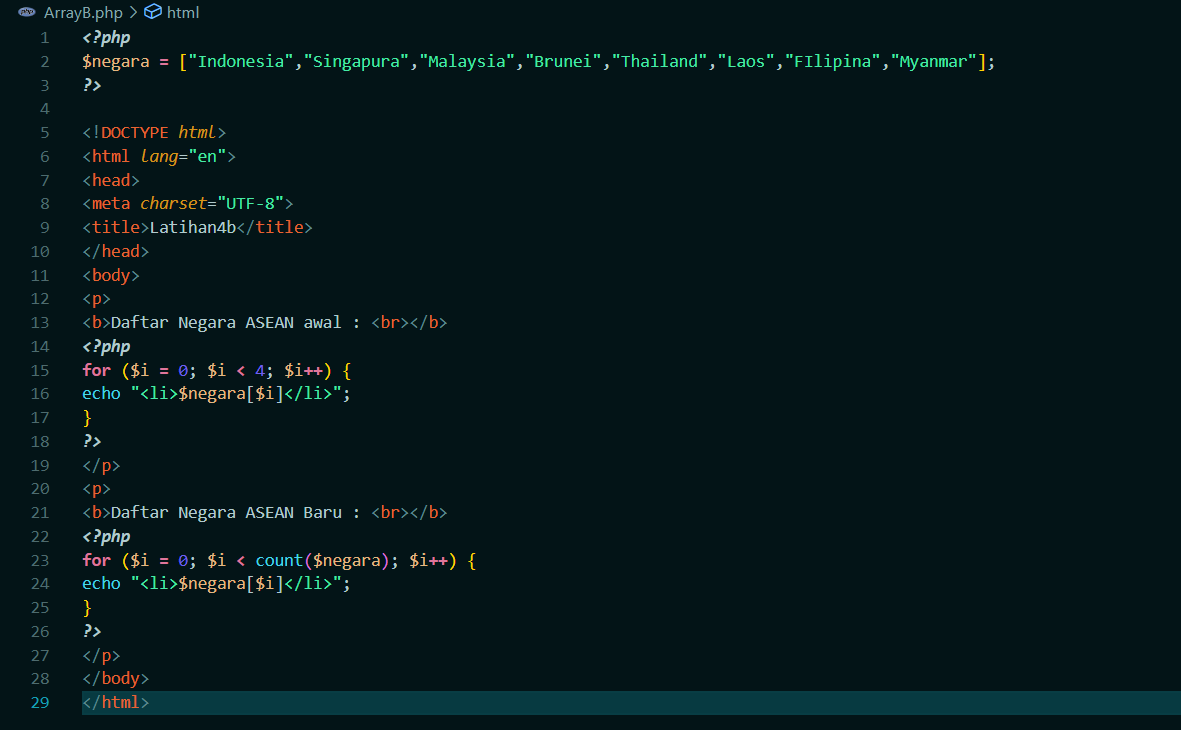 ArrayB.php > html
1 <?php
2 $negara = ["Indonesia","Singapura","Malaysia","Brunei","Thailand","Laos","FIlipina","Myanmar"];
3 ?>
4
5 <!DOCTYPE html>
6 <html lang="en">
7 <head>
8 <meta charset="UTF-8">
9 <title>Latihan4b</title>
10 </head>
11 <body>
12 <p>
13 <b>Daftar Negara ASEAN awal : <br></b>
14 <?php
15 for ($i = 0; $i < 4; $i++) {
16 echo "<li>$negara[$i]</li>";
17 }
18 ?>
19 </p>
20 <p>
21 <b>Daftar Negara ASEAN Baru : <br></b>
22 <?php
23 for ($i = 0; $i < count($negara); $i++) {
24 echo "<li>$negara[$i]</li>";
25 }
26 ?>
27 </p>
28 </body>
29 </html>